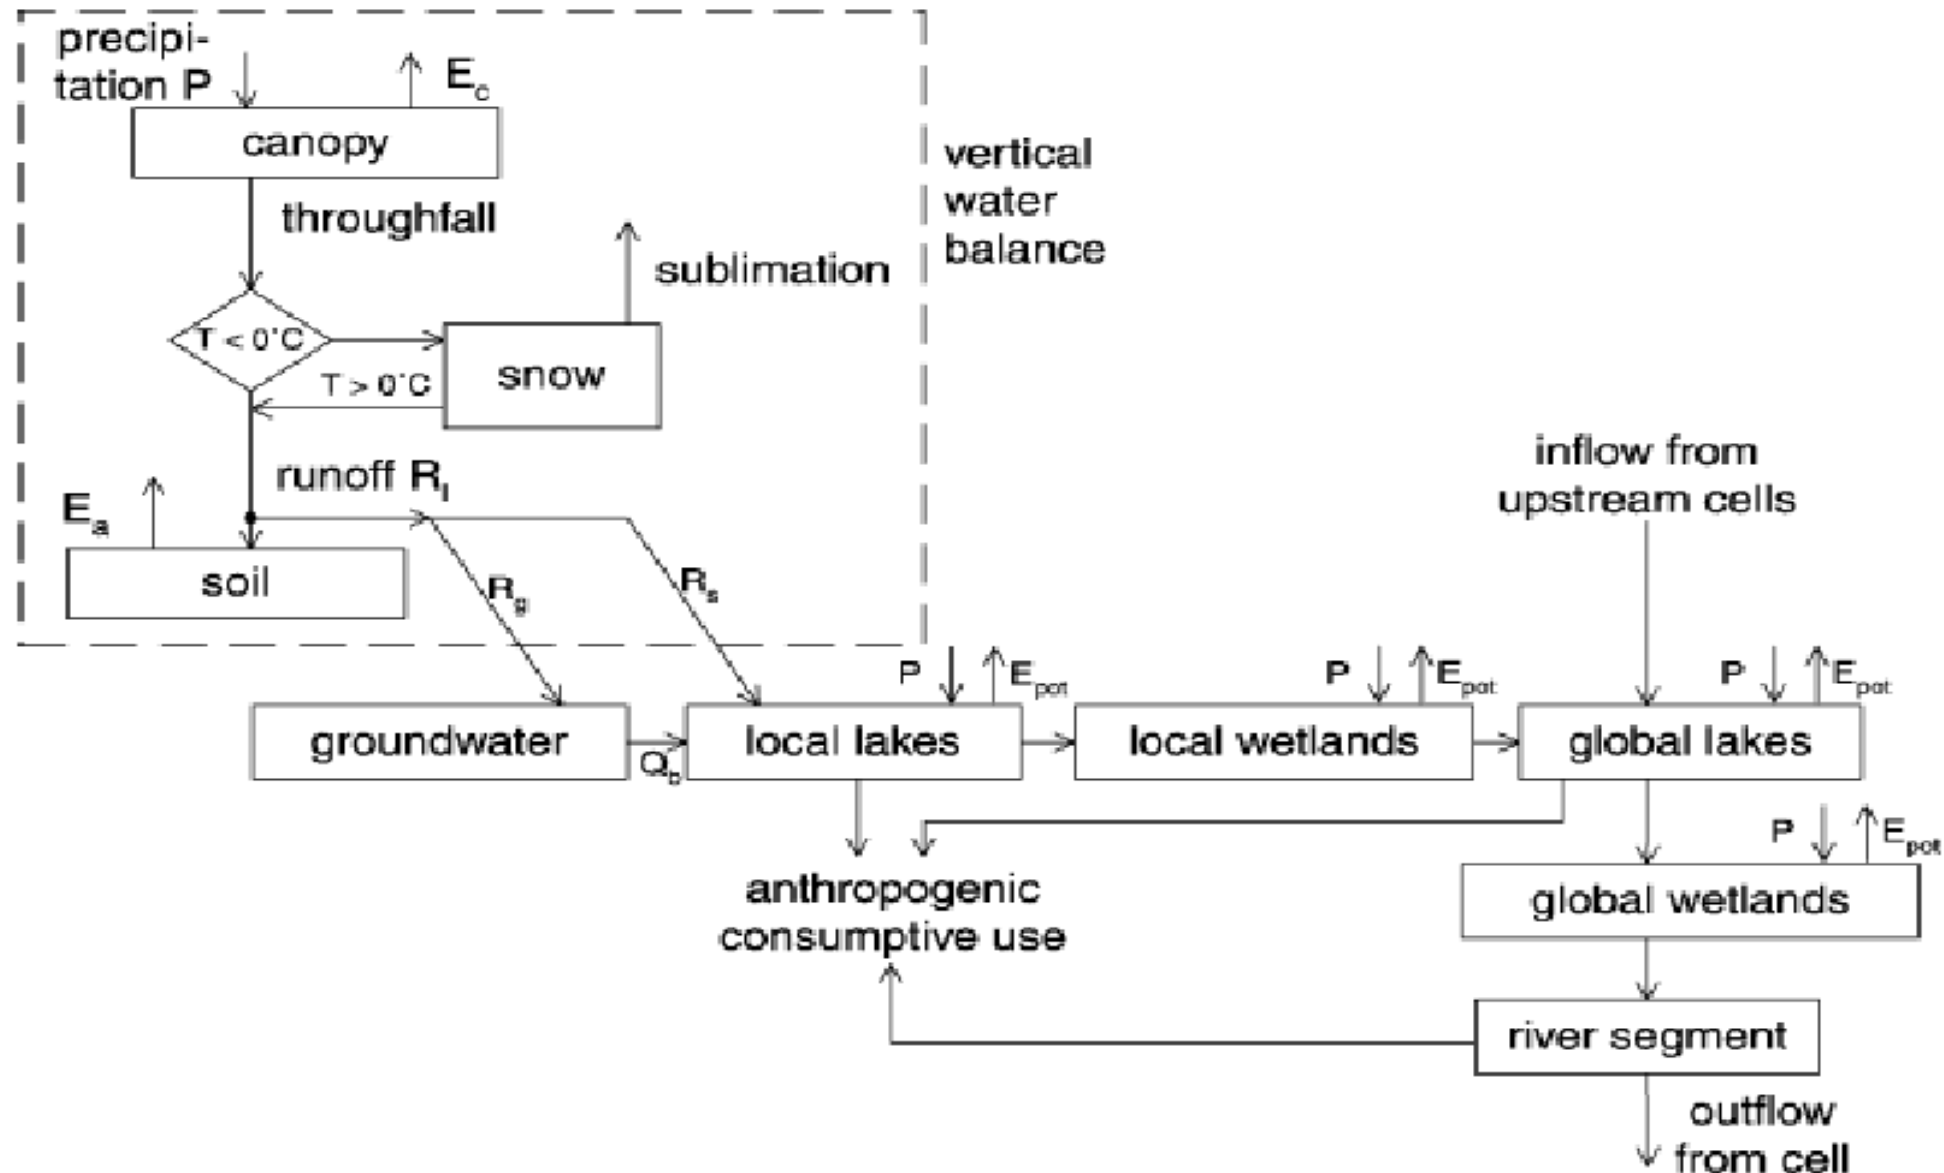 precipi-
tation P
E_c
canopy
throughfall
vertical
water
balance
sublimation
T < 0°C
T > 0°C
snow
runoff R_l
E_a
soil
R_g
R_s
inflow from
upstream cells
P
E_pot
P
E_pot
P
E_pot
groundwater
Q_b
local lakes
local wetlands
global lakes
P
E_pot
anthropogenic
consumptive use
global wetlands
river segment
outflow
from cell